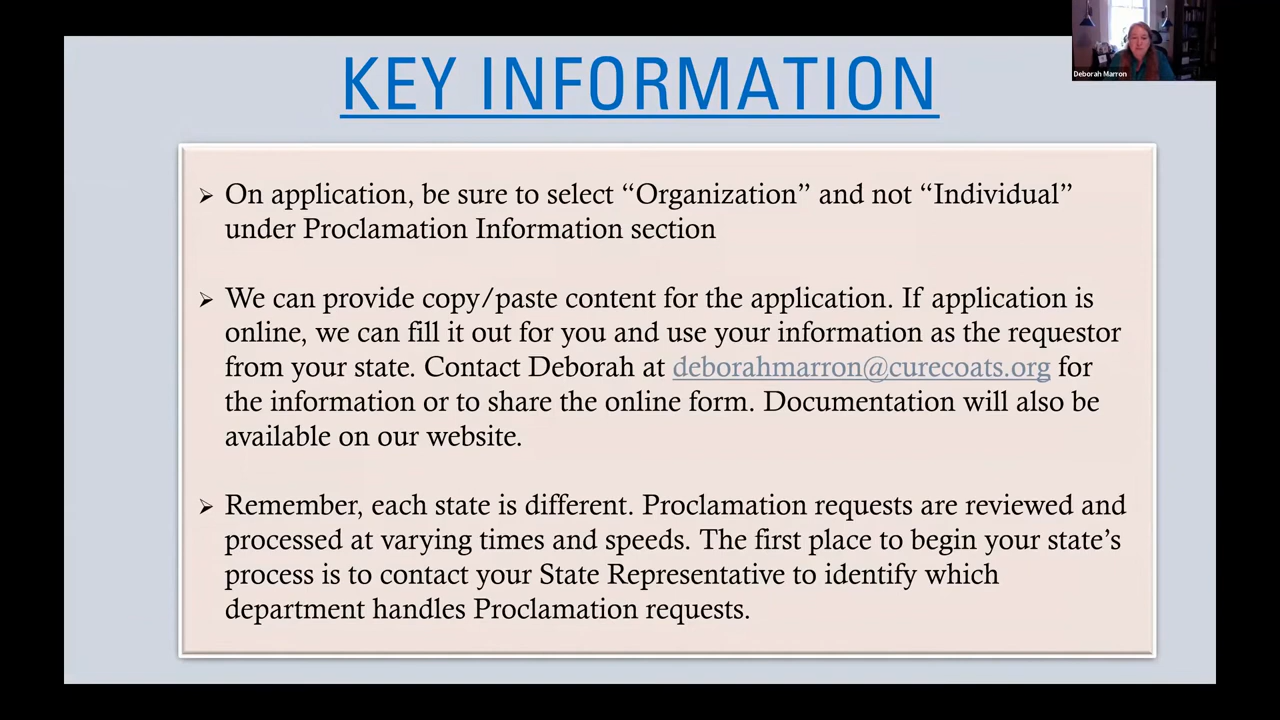 KEY INFORMATION
Deborah Marron
➢ On application, be sure to select “Organization” and not “Individual”
under Proclamation Information section
➢ We can provide copy/paste content for the application. If application is
online, we can fill it out for you and use your information as the requestor
from your state. Contact Deborah at deborahmarron@curecoats.org for
the information or to share the online form. Documentation will also be
available on our website.
➢ Remember, each state is different. Proclamation requests are reviewed and
processed at varying times and speeds. The first place to begin your state’s
process is to contact your State Representative to identify which
department handles Proclamation requests.